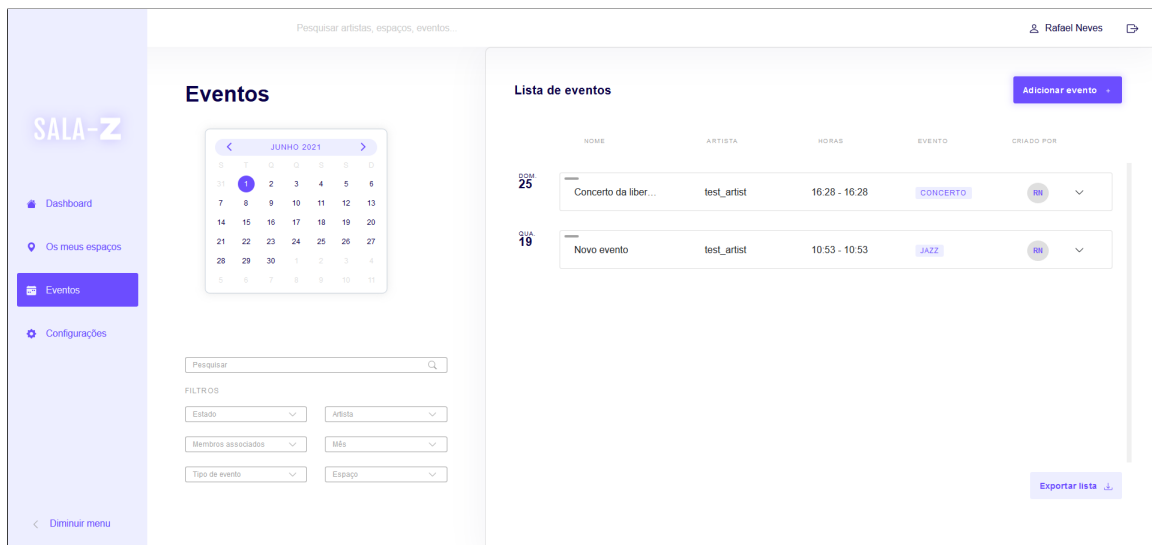 Pesquisar artistas, espaços, eventos...
Rafael Neves
SALA-Z
Dashboard
Os meus espaços
Eventos
Configurações
Diminuir menu
Eventos
JUNHO 2021
S T Q Q S S D
31 1 2 3 4 5 6
7 8 9 10 11 12 13
14 15 16 17 18 19 20
21 22 23 24 25 26 27
28 29 30 1 2 3 4
5 6 7 8 9 10 11
Pesquisar
FILTROS
Estado
Artista
Membros associados
Mês
Tipo de evento
Espaço
Lista de eventos
Adicionar evento +
NOME ARTISTA HORAS EVENTO CRIADO POR
DOM.
25
Concerto da liber... test_artist 16:28 - 16:28 CONCERTO RN
QUA.
19
Novo evento test_artist 10:53 - 10:53 JAZZ RN
Exportar lista